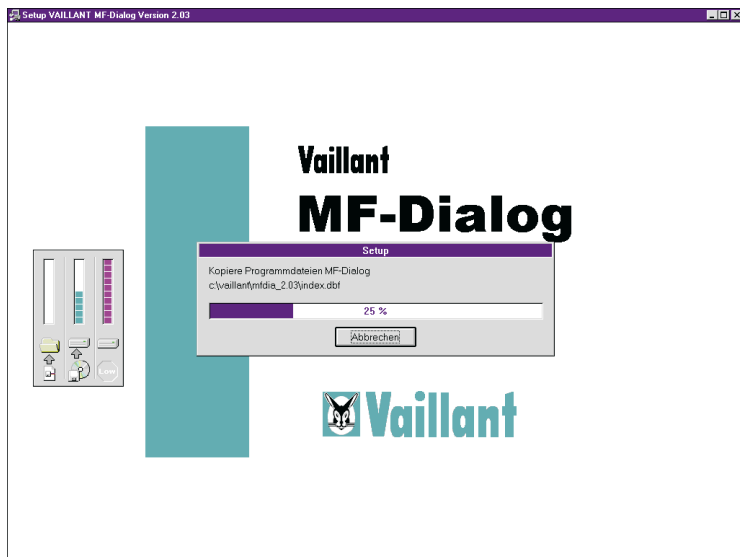 Setup VAILLANT MF-Dialog Version 2.03
Vaillant
MF-Dialog
Setup
Kopiere Programmdateien MF-Dialog
c:\vaillant\mfdia_2.03\index.dbf
25 %
Abbrechen
Low
Vaillant